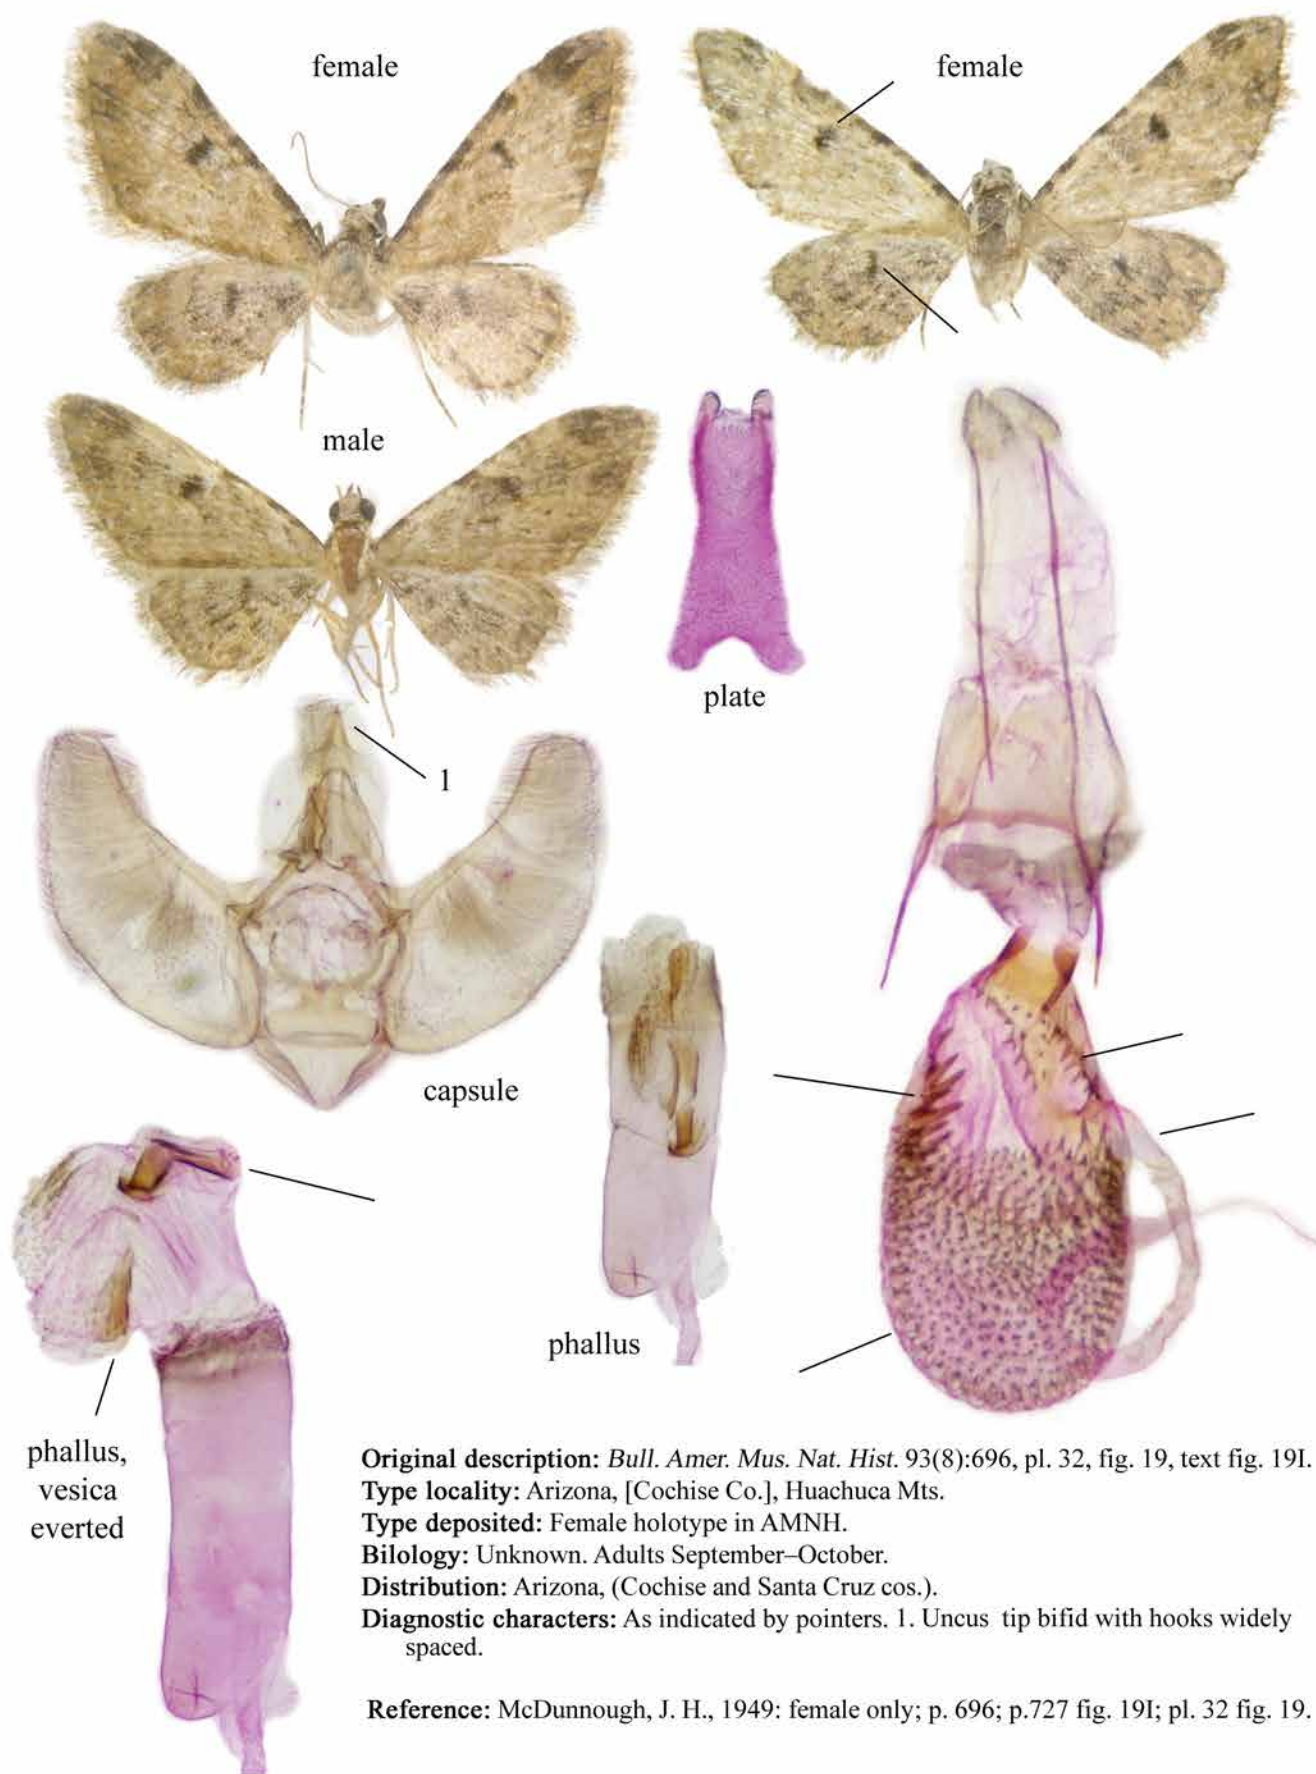 female
female
male
plate
1
capsule
phallus
phallus,
vesica
everted
Original description: Bull. Amer. Mus. Nat. Hist. 93(8):696, pl. 32, fig. 19, text fig. 19I.
Type locality: Arizona, [Cochise Co.], Huachuca Mts.
Type deposited: Female holotype in AMNH.
Bilology: Unknown. Adults September–October.
Distribution: Arizona, (Cochise and Santa Cruz cos.).
Diagnostic characters: As indicated by pointers. 1. Uncus tip bifid with hooks widely
spaced.
Reference: McDunnough, J. H., 1949: female only; p. 696; p.727 fig. 19I; pl. 32 fig. 19.